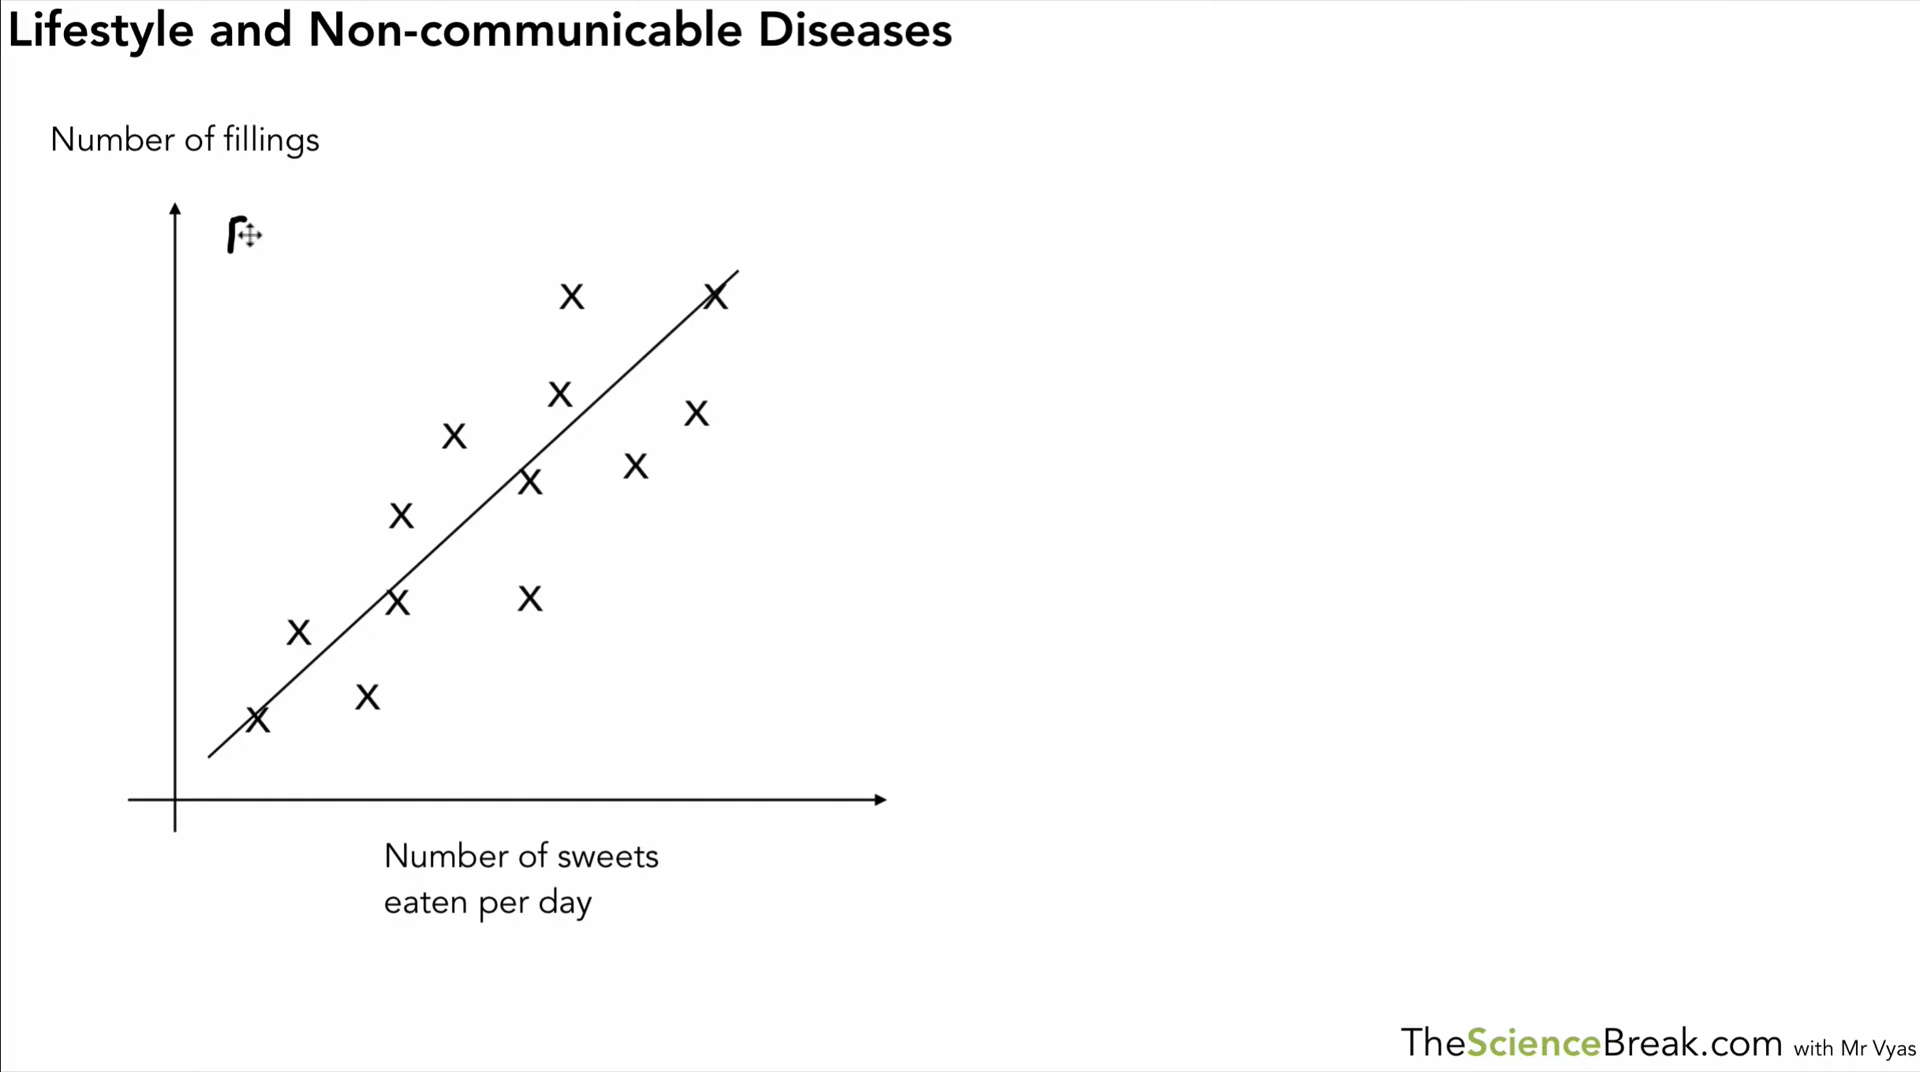 Lifestyle and Non-communicable Diseases
Number of fillings
Number of sweets
eaten per day
TheScienceBreak.com with Mr Vyas